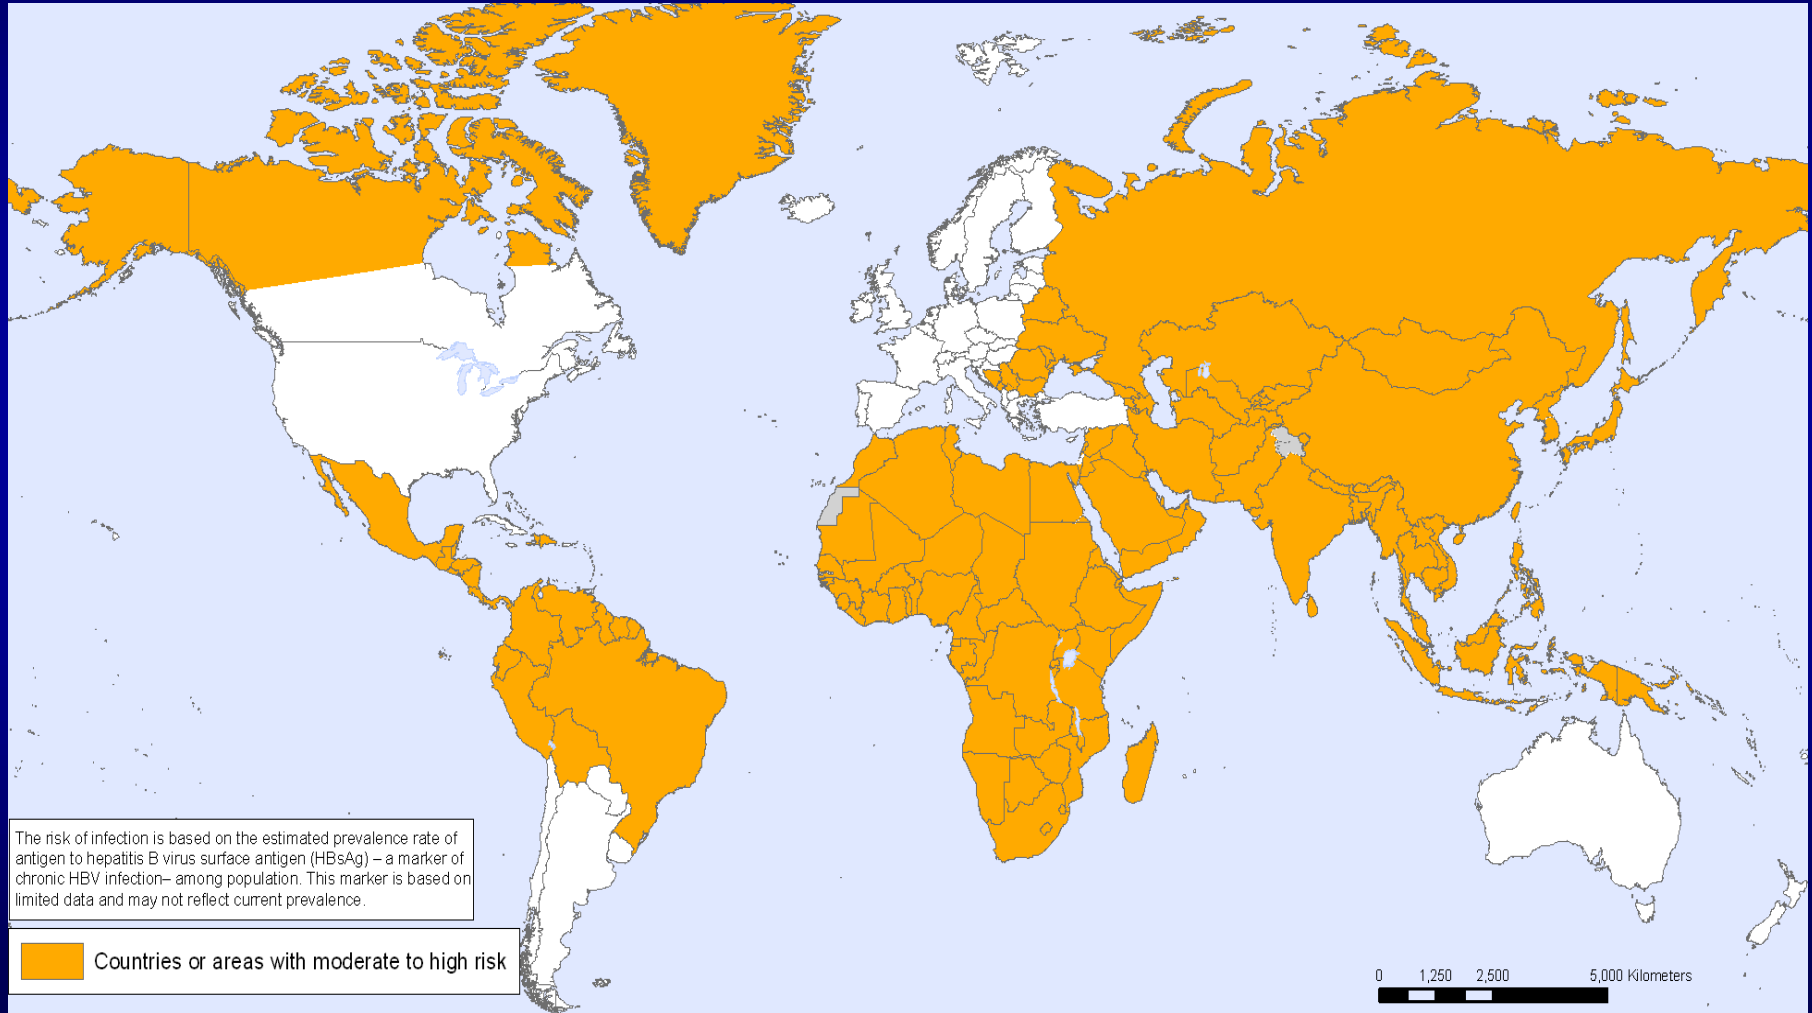 The risk of infection is based on the estimated prevalence rate of
antigen to hepatitis B virus surface antigen (HBsAg) – a marker of
chronic HBV infection– among population. This marker is based on
limited data and may not reflect current prevalence.
Countries or areas with moderate to high risk
0 1,250 2,500 5,000 Kilometers